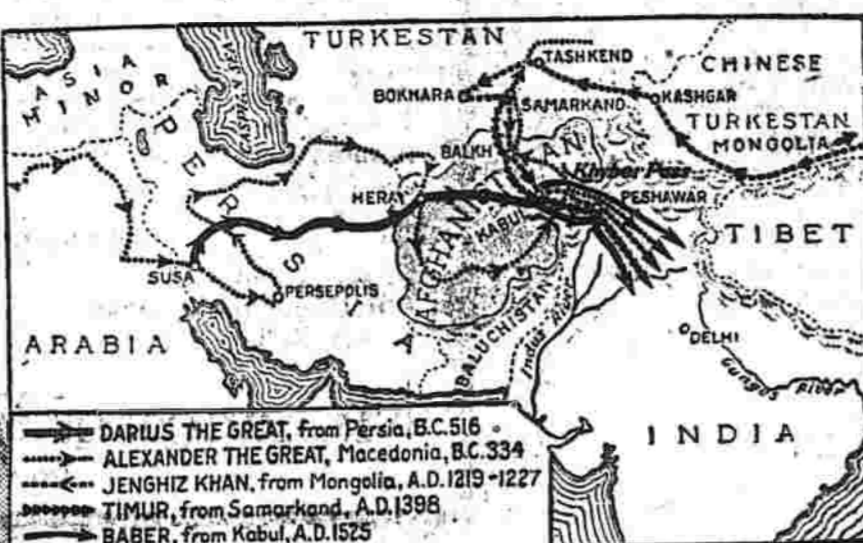 TURKESTAN
TASHKEND
CHINESE
ASIA
MINOR
CASPIAN SEA
BOKHARA
SAMARKAND
KASHGAR
TURKESTAN
MONGOLIA
PERSIA
BALKH
Khyber Pass
HERAT
PESHAWAR
KABUL
AFGHANISTAN
TIBET
SUSA
PERSEPOLIS
BALUCHISTAN
Indus River
DELHI
ARABIA
Ganges River
INDIA
DARIUS THE GREAT, from Persia, B.C. 516
ALEXANDER THE GREAT, Macedonia, B.C. 334
JENGHIZ KHAN, from Mongolia, A.D. 1219-1227
TIMUR, from Samarkand, A.D. 1398
BABER, from Kabul, A.D. 1525